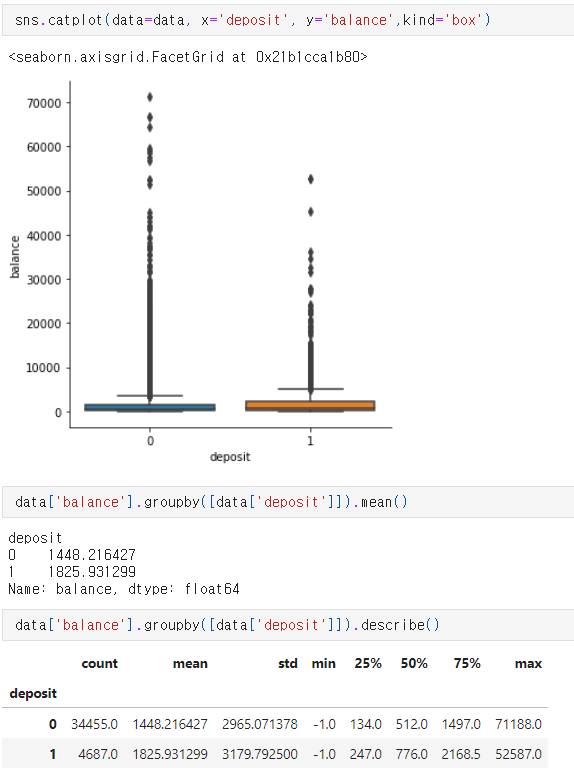 sns.catplot(data=data, x='deposit', y='balance',kind='box')
<seaborn.axisgrid.FacetGrid at 0x21b1cca1b80>
70000
60000
50000
40000
30000
20000
10000
0
balance
0 1
deposit
data['balance'].groupby([data['deposit']]).mean()
deposit
0 1448.216427
1 1825.931299
Name: balance, dtype: float64
data['balance'].groupby([data['deposit']]).describe()
count mean std min 25% 50% 75% max
deposit
0 34455.0 1448.216427 2965.071378 -1.0 134.0 512.0 1497.0 71188.0
1 4687.0 1825.931299 3179.792500 -1.0 247.0 776.0 2168.5 52587.0